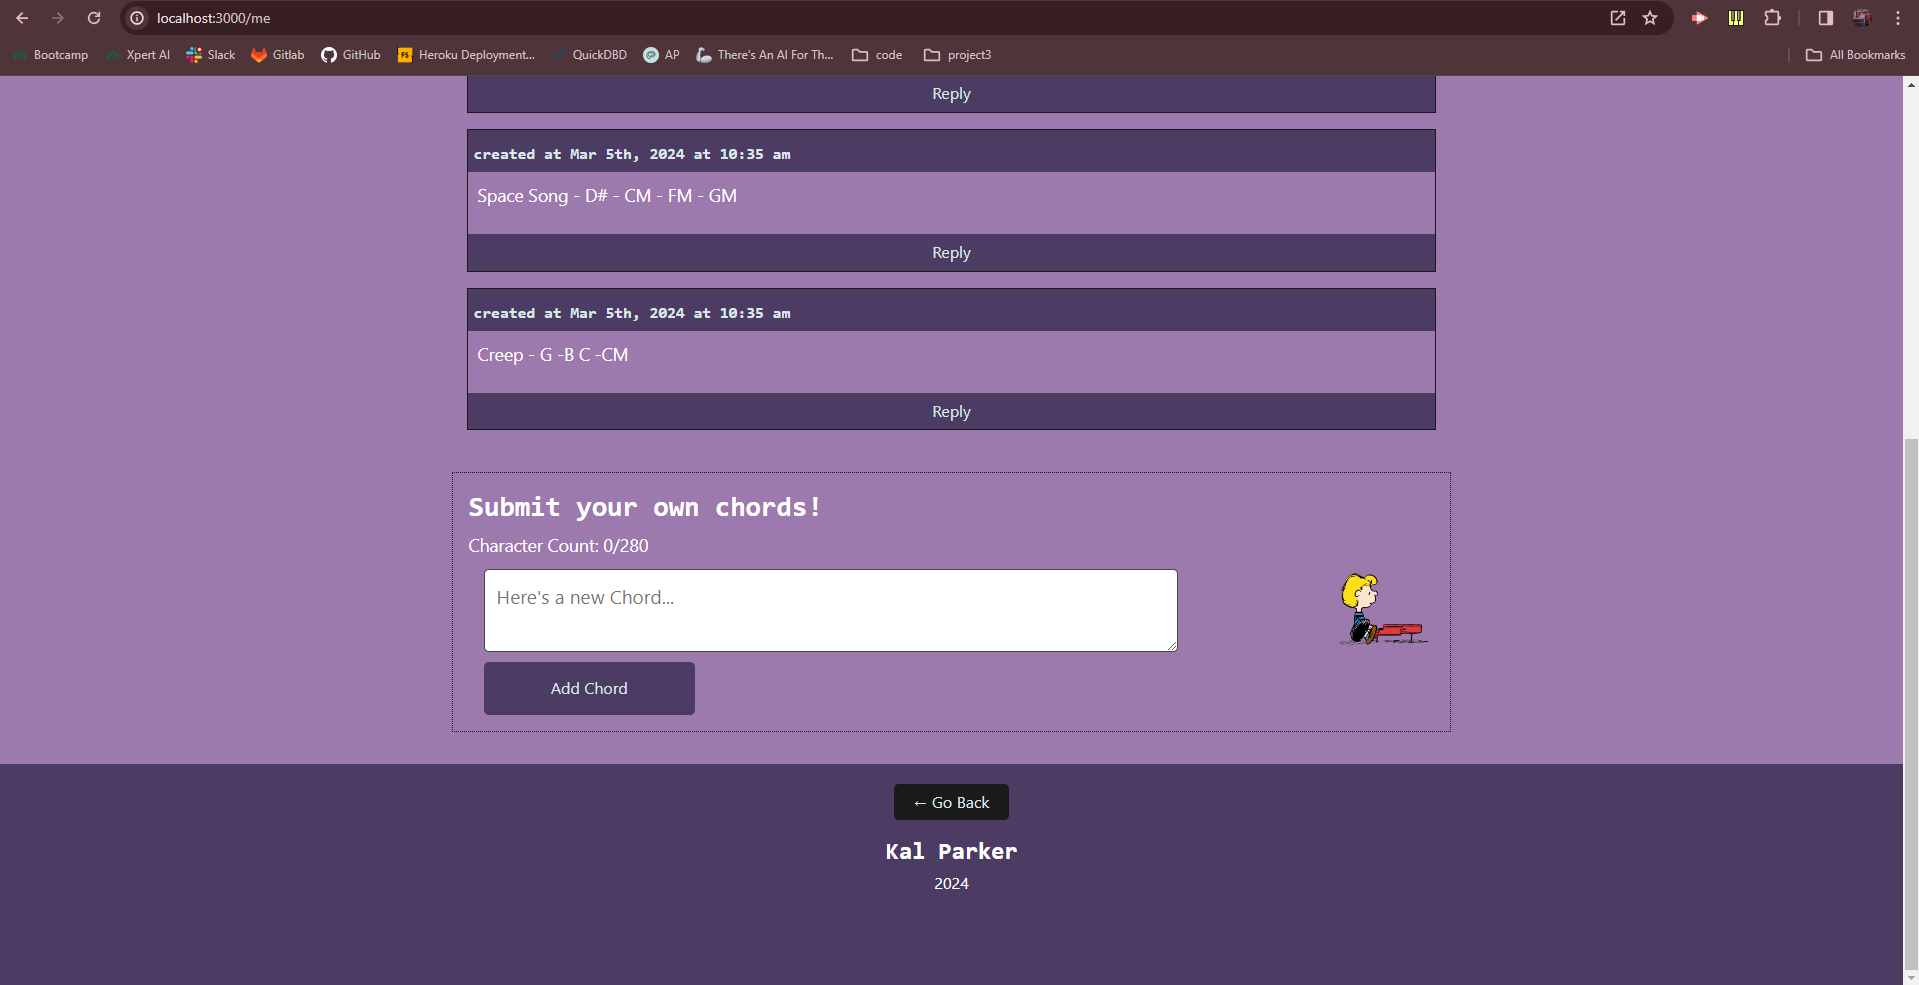 localhost:3000/me
Bootcamp Xpert AI Slack Gitlab GitHub FS Heroku Deployment... QuickDBD AP There's An AI For Th... code project3 All Bookmarks
Reply
created at Mar 5th, 2024 at 10:35 am
Space Song - D# - CM - FM - GM
Reply
created at Mar 5th, 2024 at 10:35 am
Creep - G -B C -CM
Reply
Submit your own chords!
Character Count: 0/280
Here's a new Chord...
Add Chord
← Go Back
Kal Parker
2024